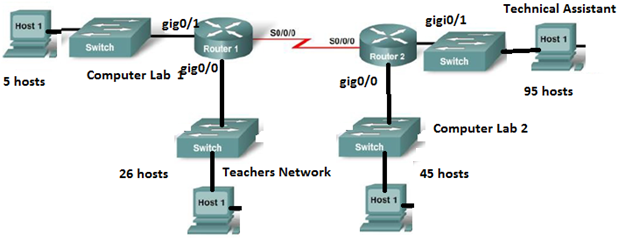 Technical Assistant
Host 1
gig0/1
S0/0/0
S0/0/0
gigi0/1
Host 1
Switch
Router 1
Router 2
Switch
5 hosts
Computer Lab 1
gig0/0
gig0/0
95 hosts
Switch
Switch
Computer Lab 2
26 hosts
Teachers Network
45 hosts
Host 1
Host 1